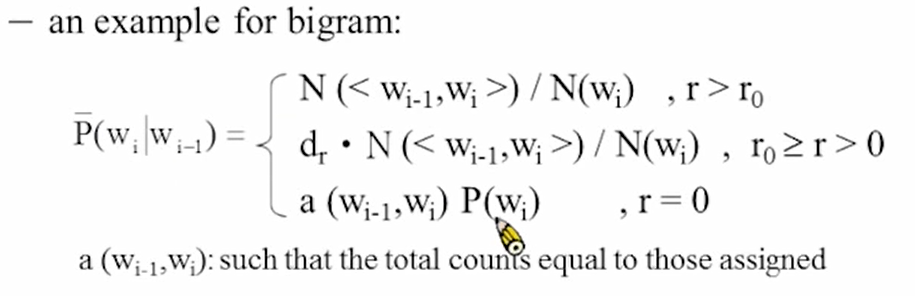 – an example for bigram:
N (< wᵢ₋₁,wᵢ >) / N(wᵢ) , r > r₀
P̄(wᵢ|wᵢ₋₁) = { dᵣ • N (< wᵢ₋₁,wᵢ >) / N(wᵢ) , r₀ ≥ r > 0
a (wᵢ₋₁,wᵢ) P(wᵢ) , r = 0
a (wᵢ₋₁,wᵢ): such that the total counts equal to those assigned